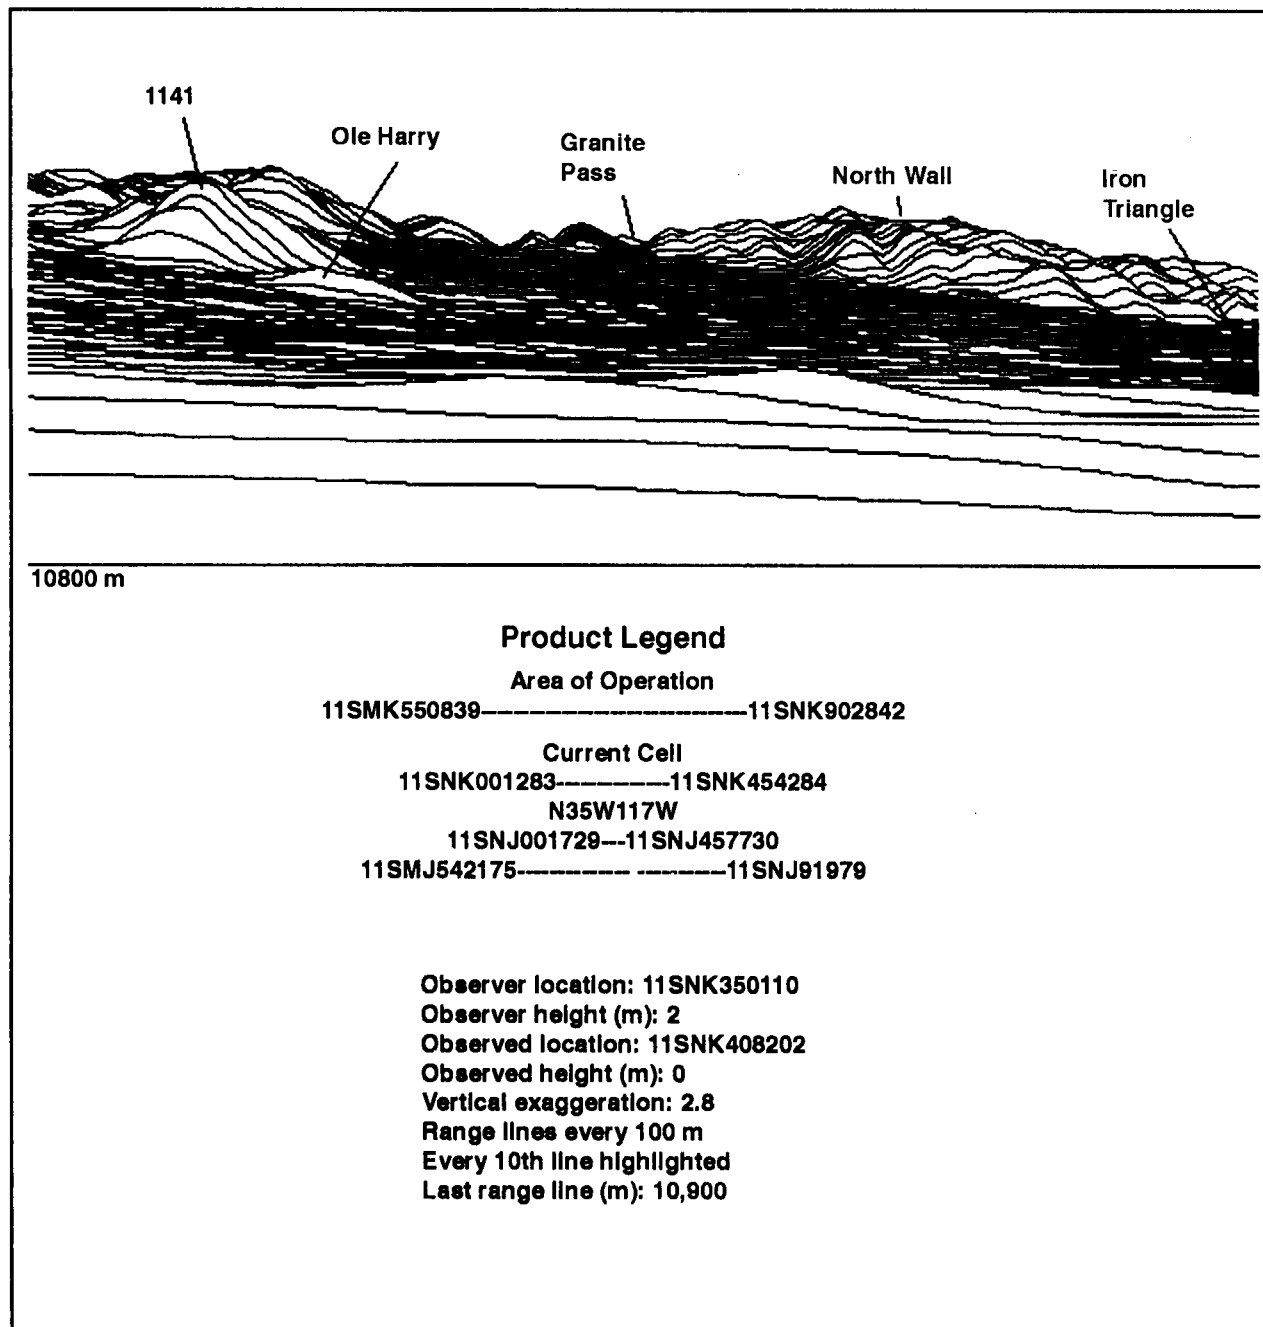 1141
Ole Harry
Granite
Pass
North Wall
Iron
Triangle
10800 m
Product Legend
Area of Operation
11SMK550839------------------------11SNK902842
Current Cell
11SNK001283-------------11SNK454284
N35W117W
11SNJ001729---11SNJ457730
11SMJ542175------------- ----------11SNJ91979
Observer location: 11SNK350110
Observer height (m): 2
Observed location: 11SNK408202
Observed height (m): 0
Vertical exaggeration: 2.8
Range lines every 100 m
Every 10th line highlighted
Last range line (m): 10,900